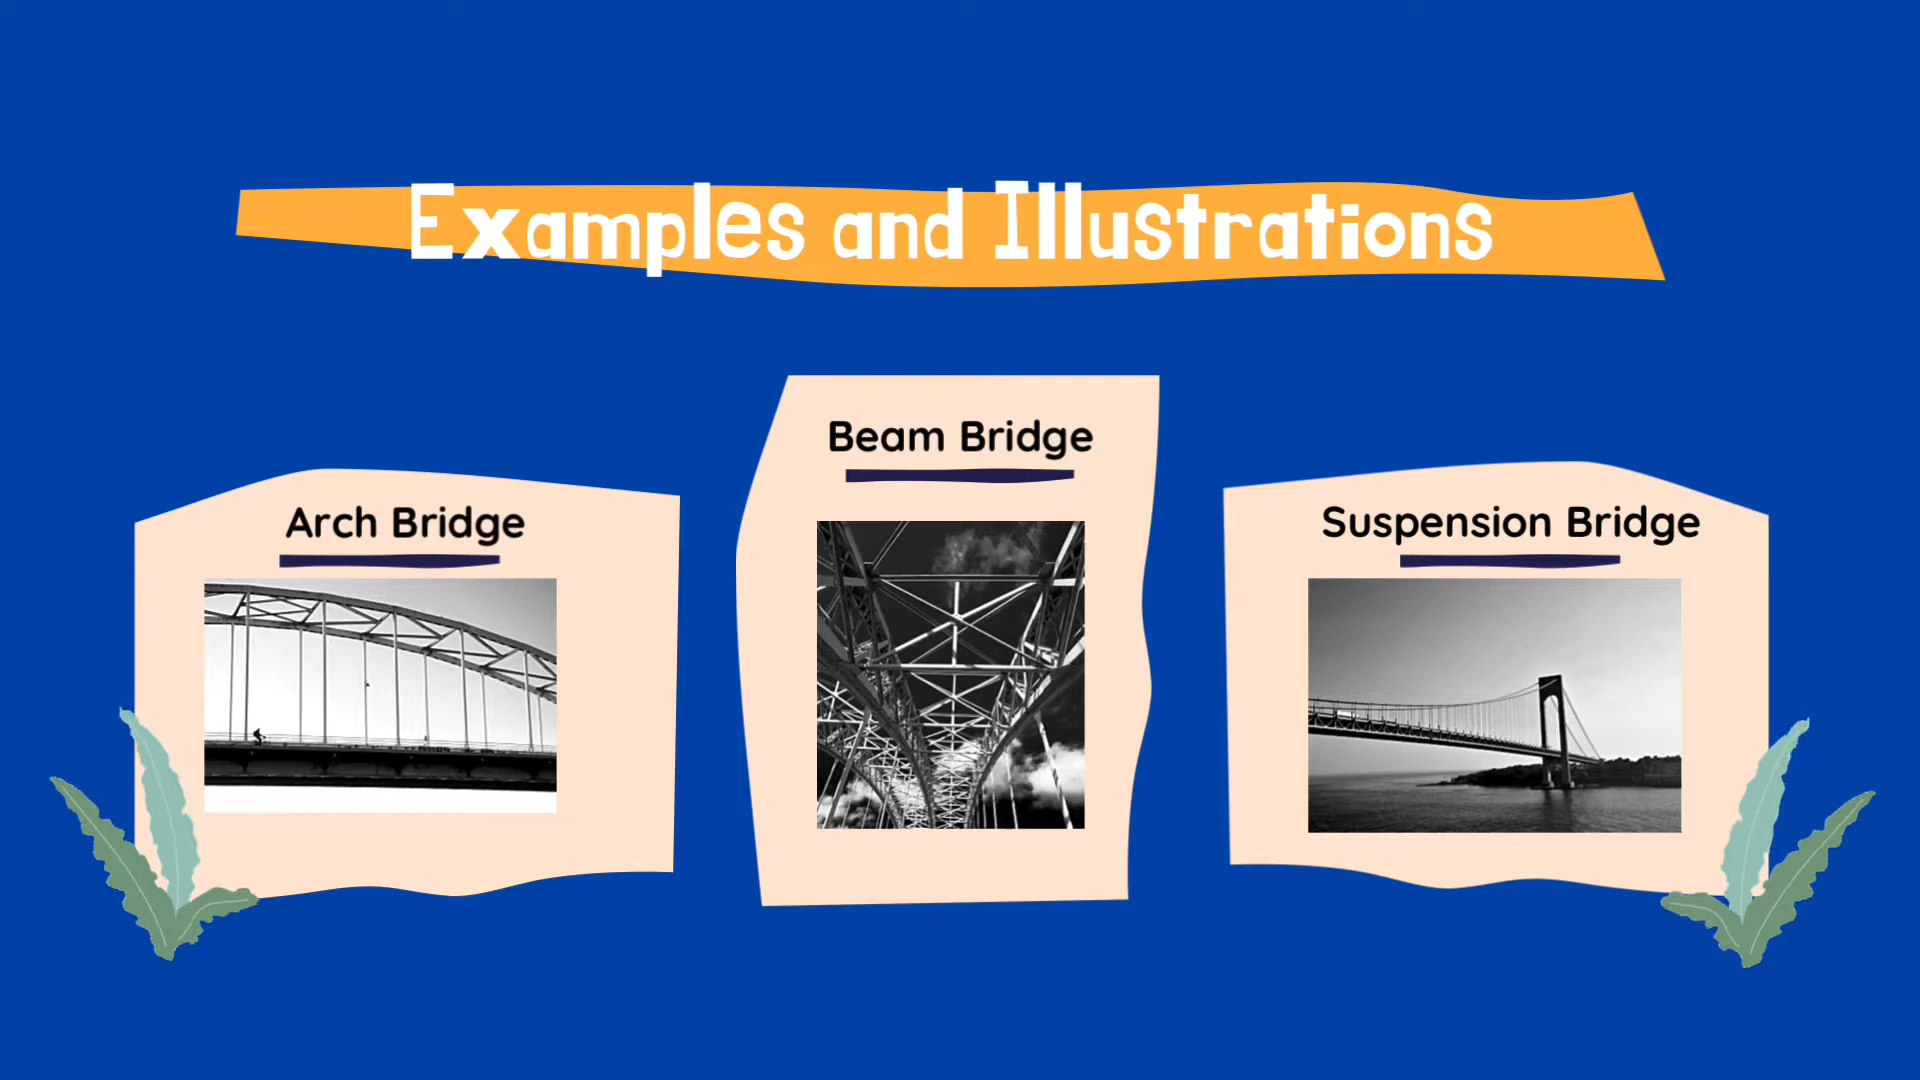 Examples and Illustrations
Arch Bridge
Beam Bridge
Suspension Bridge